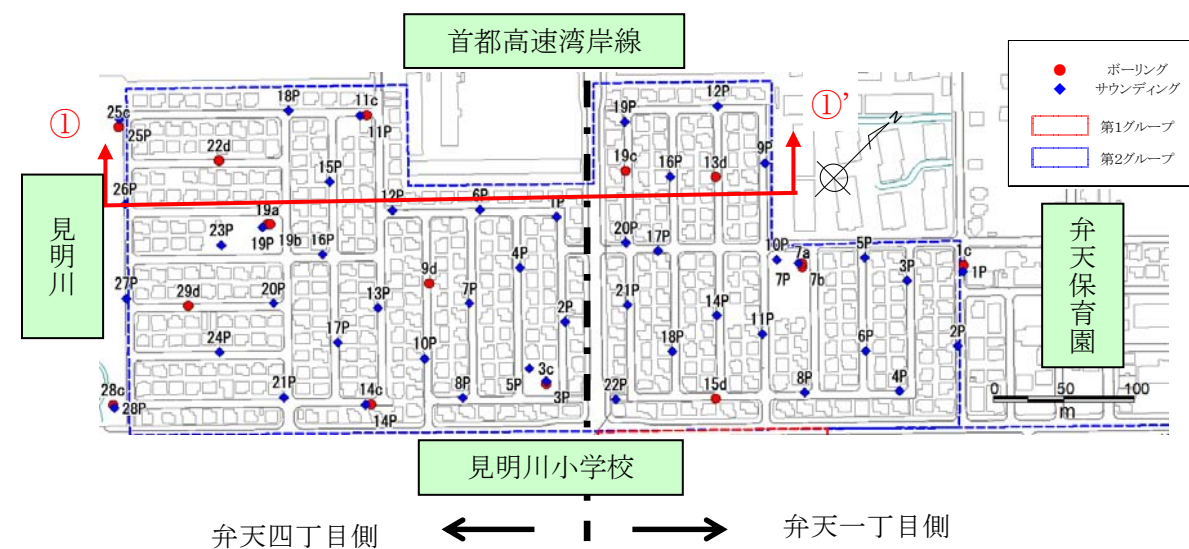 首都高速湾岸線
ボーリング
サウンディング
第1グループ
第2グループ
①
①’
N
見明川
弁天保育園
25c
25P
18P
11c
11P
22d
15P
26P
19a
23P
19P
19b
16P
12P
6P
1P
4P
27P
29d
20P
13P
9d
7P
2P
24P
17P
10P
3c
28c
28P
21P
14c
14P
8P
5P
3P
19P
12P
19c
16P
13d
9P
20P
17P
10P
7a
7P
7b
5P
3P
1c
1P
21P
14P
11P
18P
6P
2P
22P
15d
8P
4P
0 50 100
m
見明川小学校
弁天四丁目側
弁天一丁目側